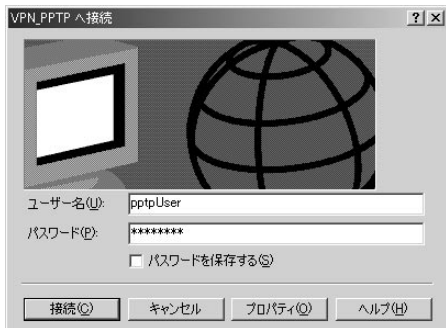 VPN_PPTP へ接続
ユーザー名(U): pptpUser
パスワード(P): ********
パスワードを保存する(S)
接続(C) キャンセル プロパティ(O) ヘルプ(H)